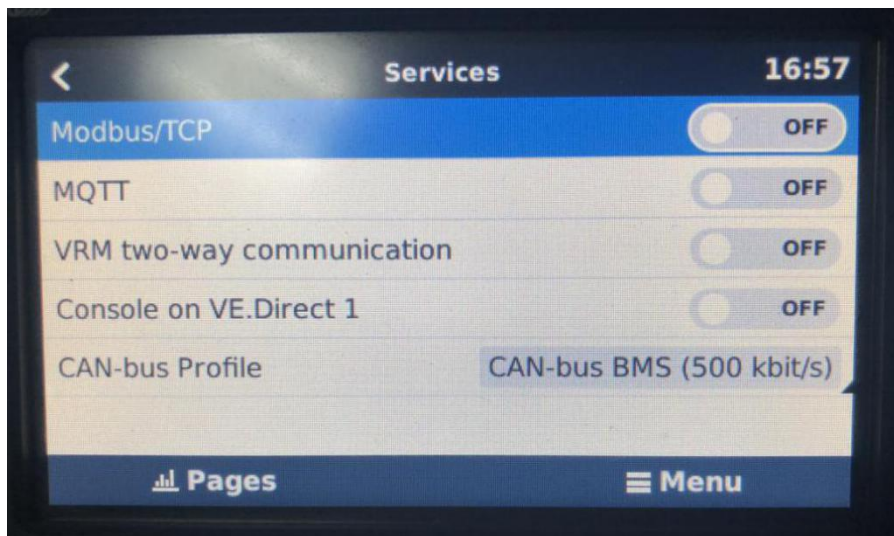 Services 16:57
Modbus/TCP OFF
MQTT OFF
VRM two-way communication OFF
Console on VE.Direct 1 OFF
CAN-bus Profile CAN-bus BMS (500 kbit/s)
Pages Menu